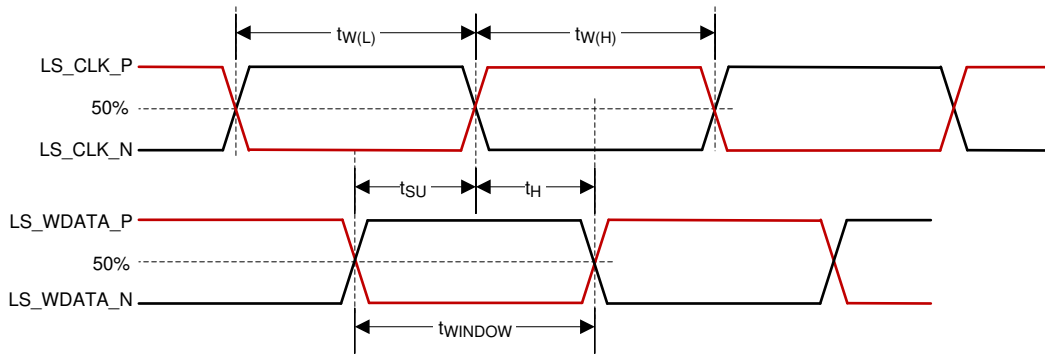 tW(L) tW(H)
LS_CLK_P
50%
LS_CLK_N
tSU tH
LS_WDATA_P
50%
LS_WDATA_N
tWINDOW